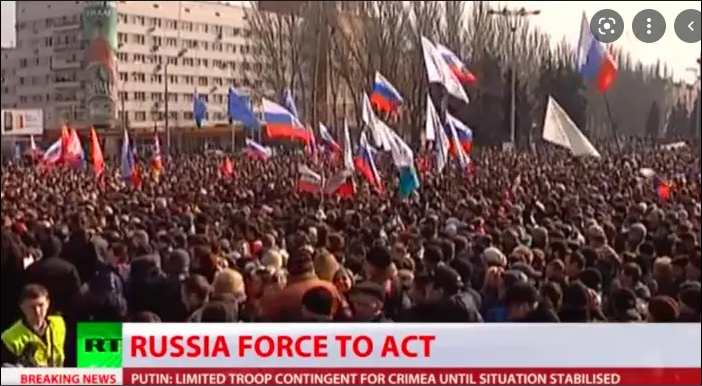 RT
RUSSIA FORCE TO ACT
BREAKING NEWS
PUTIN: LIMITED TROOP CONTINGENT FOR CRIMEA UNTIL SITUATION STABILISED